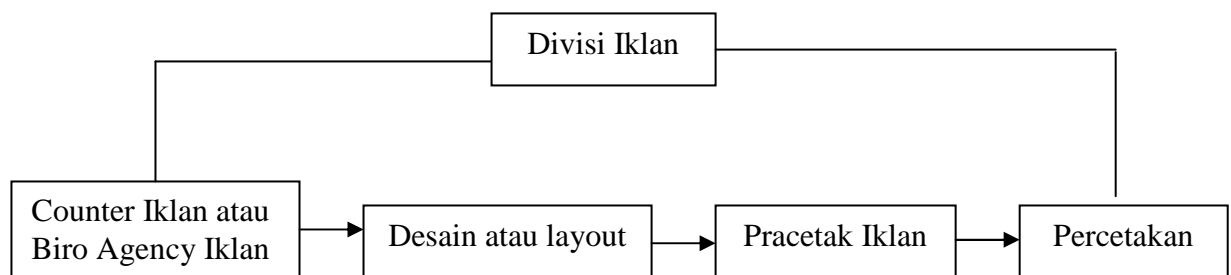 Divisi Iklan
Counter Iklan atau
Biro Agency Iklan
Desain atau layout
Pracetak Iklan
Percetakan